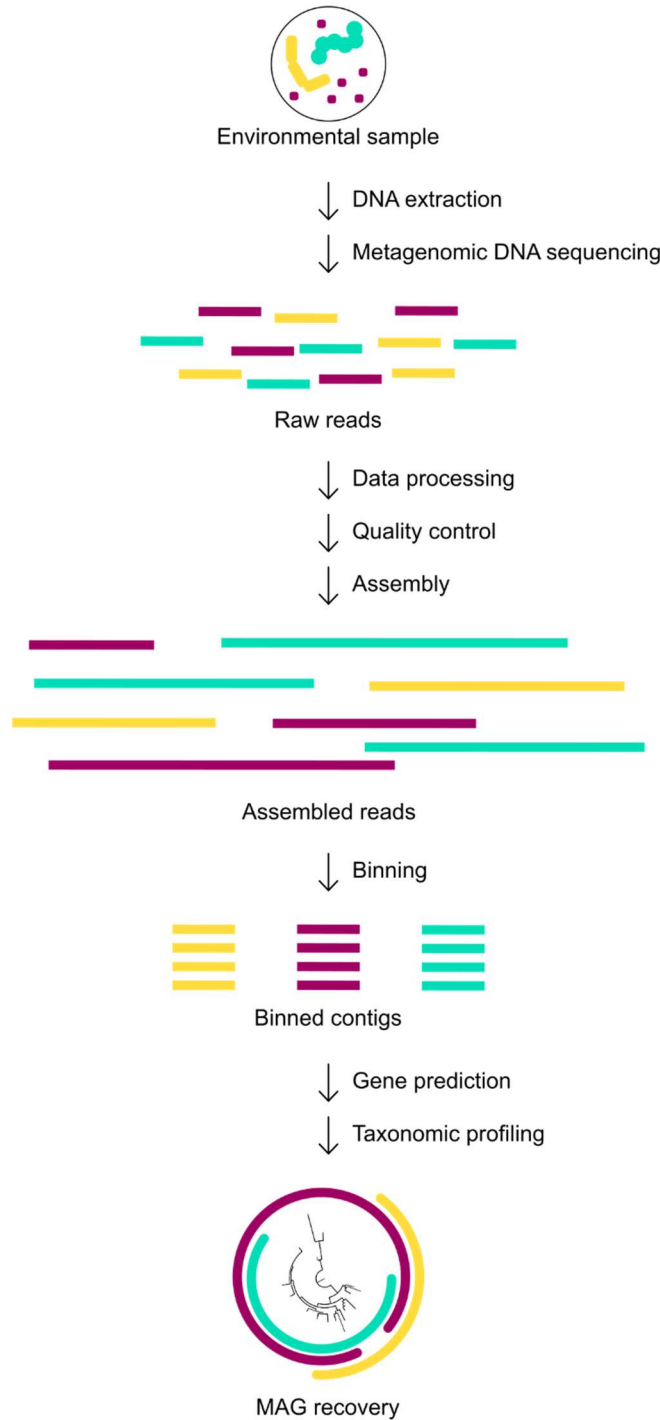 Environmental sample
DNA extraction
Metagenomic DNA sequencing
Raw reads
Data processing
Quality control
Assembly
Assembled reads
Binning
Binned contigs
Gene prediction
Taxonomic profiling
MAG recovery